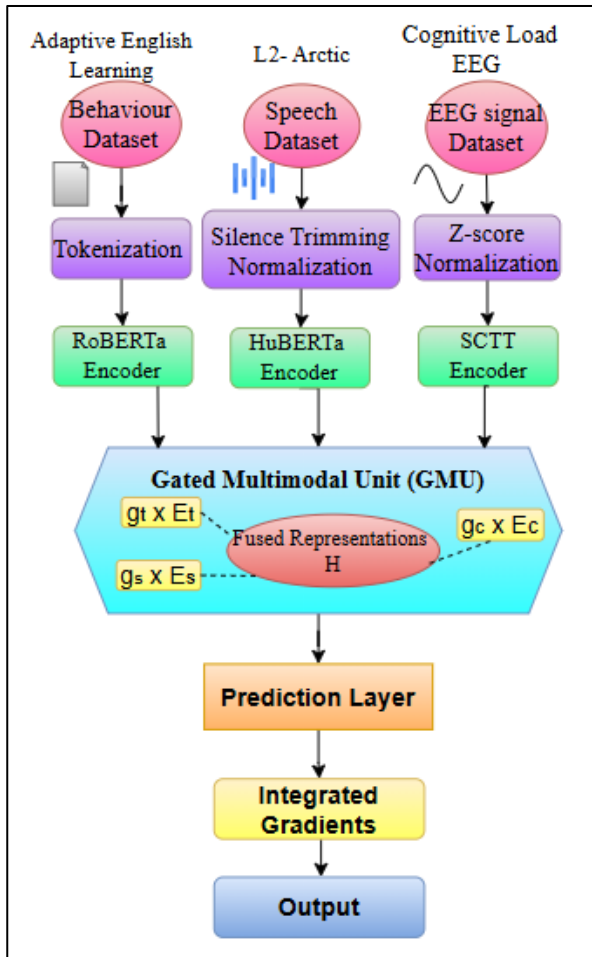 Adaptive English
Learning
L2- Arctic
Cognitive Load
EEG
Behaviour
Dataset
Speech
Dataset
EEG signal
Dataset
Tokenization
Silence Trimming
Normalization
Z-score
Normalization
RoBERTa
Encoder
HuBERTa
Encoder
SCTT
Encoder
Gated Multimodal Unit (GMU)
gt x Et
Fused Representations
H
gc x Ec
gs x Es
Prediction Layer
Integrated
Gradients
Output